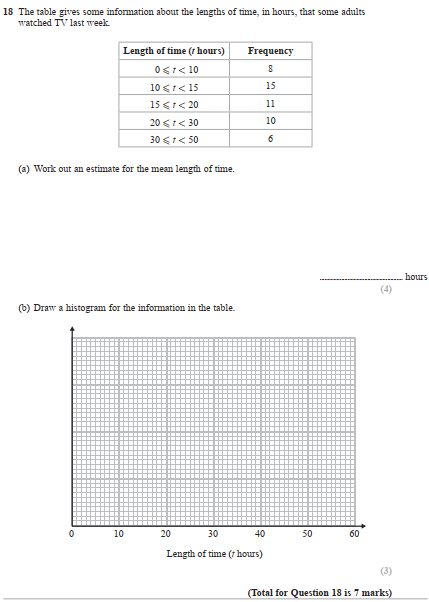 18 The table gives some information about the lengths of time, in hours, that some adults
watched TV last week.
Length of time (t hours) Frequency
0 ⩽ t < 10 8
10 ⩽ t < 15 15
15 ⩽ t < 20 11
20 ⩽ t < 30 10
30 ⩽ t < 50 6
(a) Work out an estimate for the mean length of time.
hours
(4)
(b) Draw a histogram for the information in the table.
0 10 20 30 40 50 60
Length of time (t hours)
(3)
(Total for Question 18 is 7 marks)